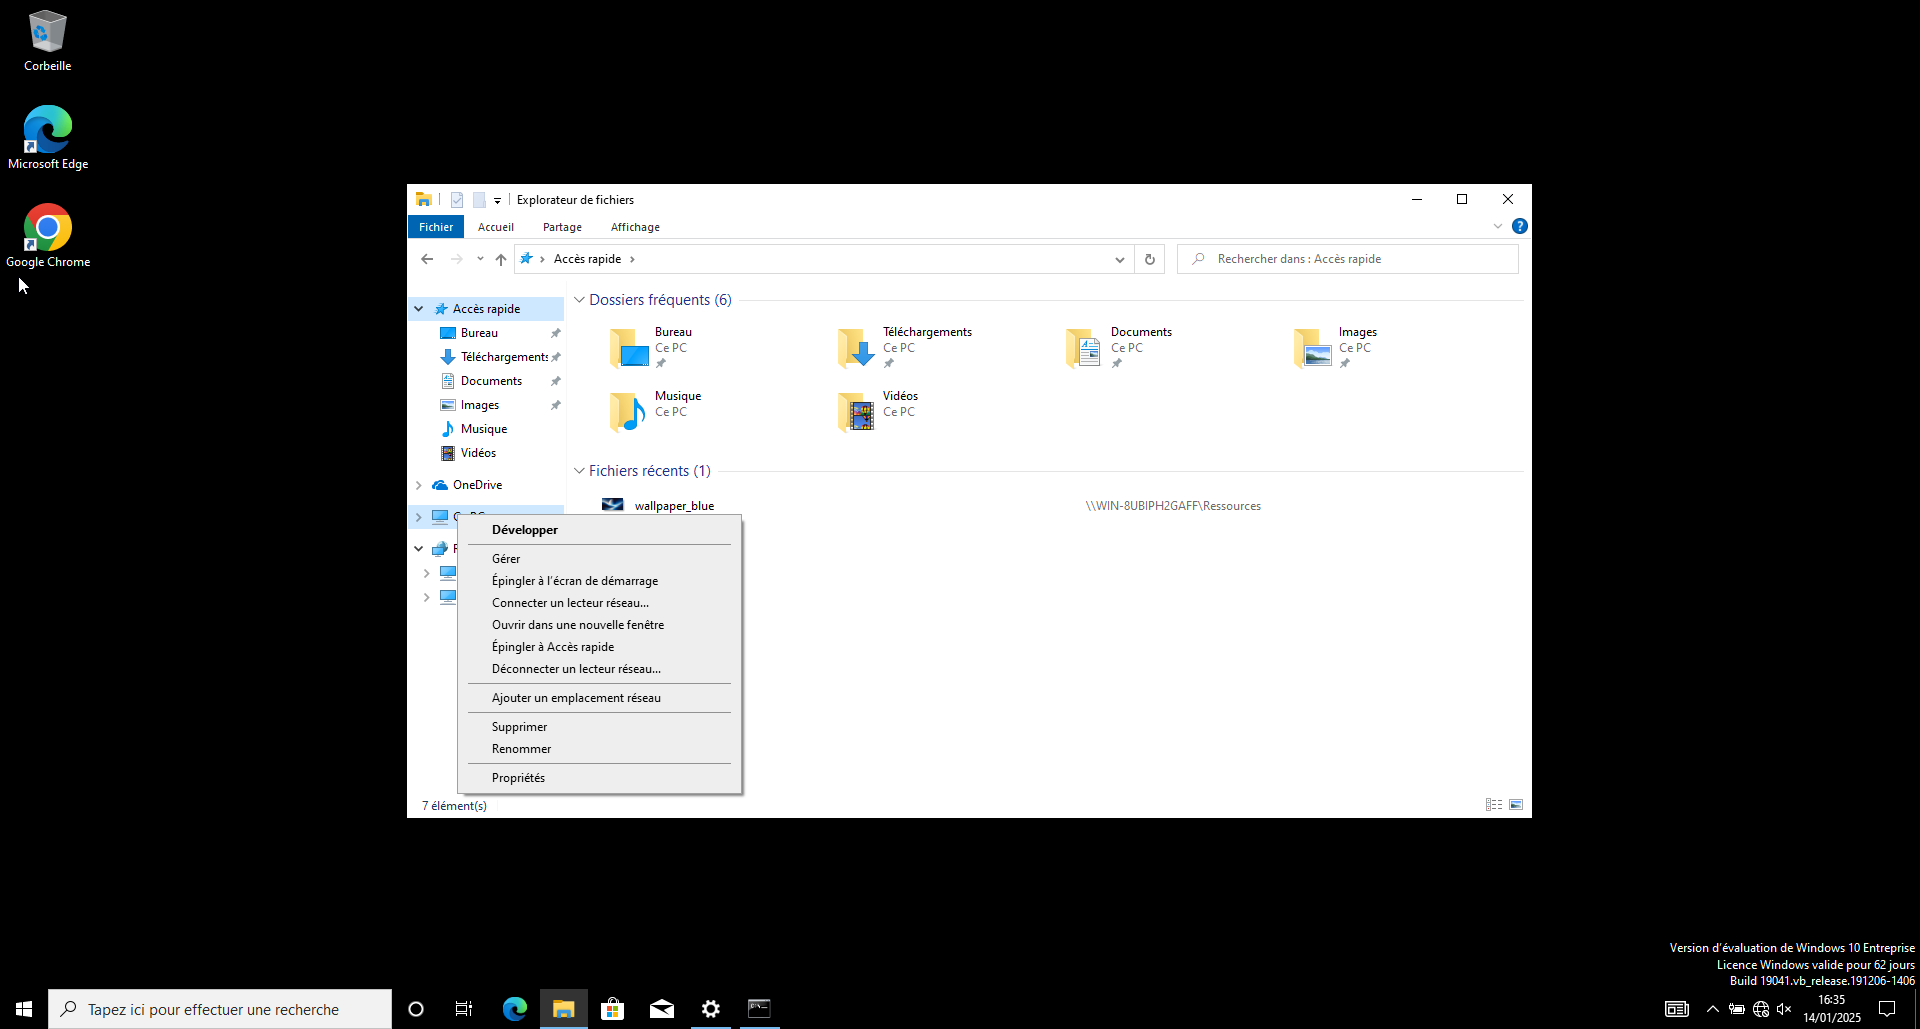 Corbeille
Microsoft Edge
Google Chrome
Explorateur de fichiers
Fichier
Accueil
Partage
Affichage
Accès rapide
Rechercher dans : Accès rapide
Accès rapide
Bureau
Téléchargements
Documents
Images
Musique
Vidéos
OneDrive
Dossiers fréquents (6)
Bureau
Ce PC
Téléchargements
Ce PC
Documents
Ce PC
Images
Ce PC
Musique
Ce PC
Vidéos
Ce PC
Fichiers récents (1)
wallpaper_blue
\\WIN-8UBIPH2GAFF\Ressources
Développer
Gérer
Épingler à l'écran de démarrage
Connecter un lecteur réseau...
Ouvrir dans une nouvelle fenêtre
Épingler à Accès rapide
Déconnecter un lecteur réseau...
Ajouter un emplacement réseau
Supprimer
Renommer
Propriétés
7 élément(s)
Version d'évaluation de Windows 10 Entreprise
Licence Windows valide pour 62 jours
Build 19041.vb_release.191206-1406
Tapez ici pour effectuer une recherche
16:35
14/01/2025